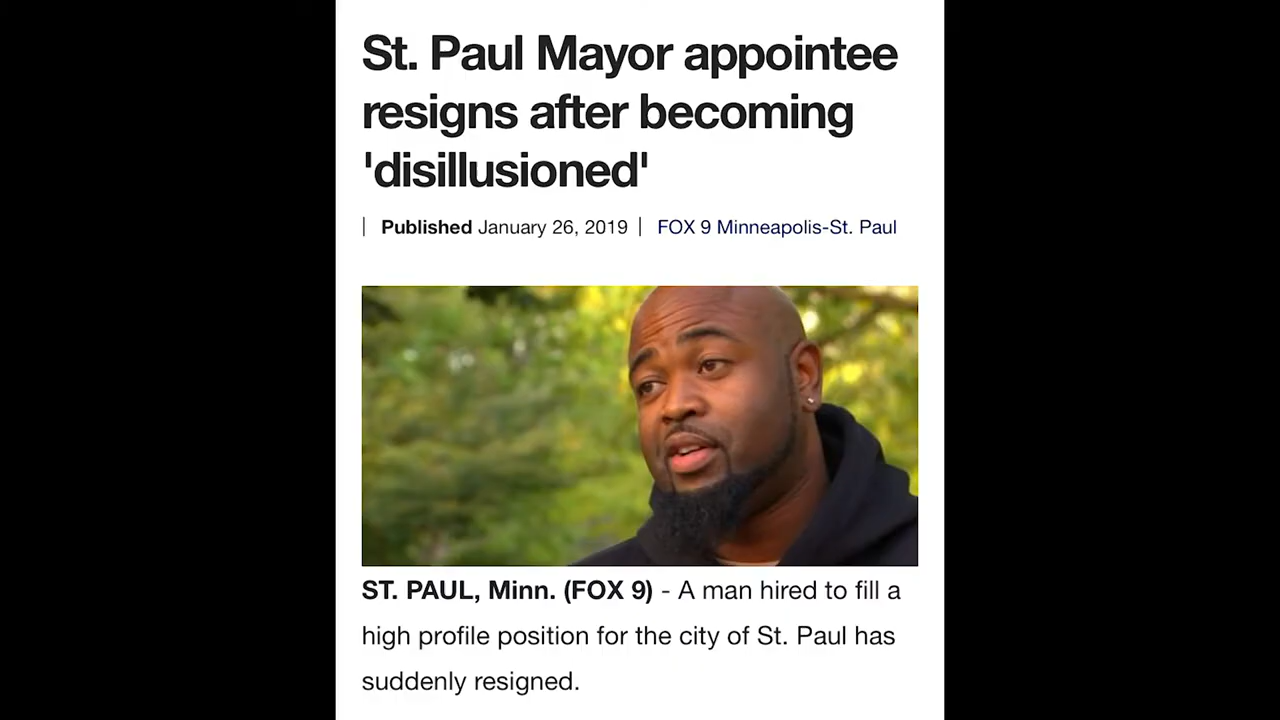 St. Paul Mayor appointee
resigns after becoming
'disillusioned'
| Published January 26, 2019 | FOX 9 Minneapolis-St. Paul
ST. PAUL, Minn. (FOX 9) - A man hired to fill a
high profile position for the city of St. Paul has
suddenly resigned.